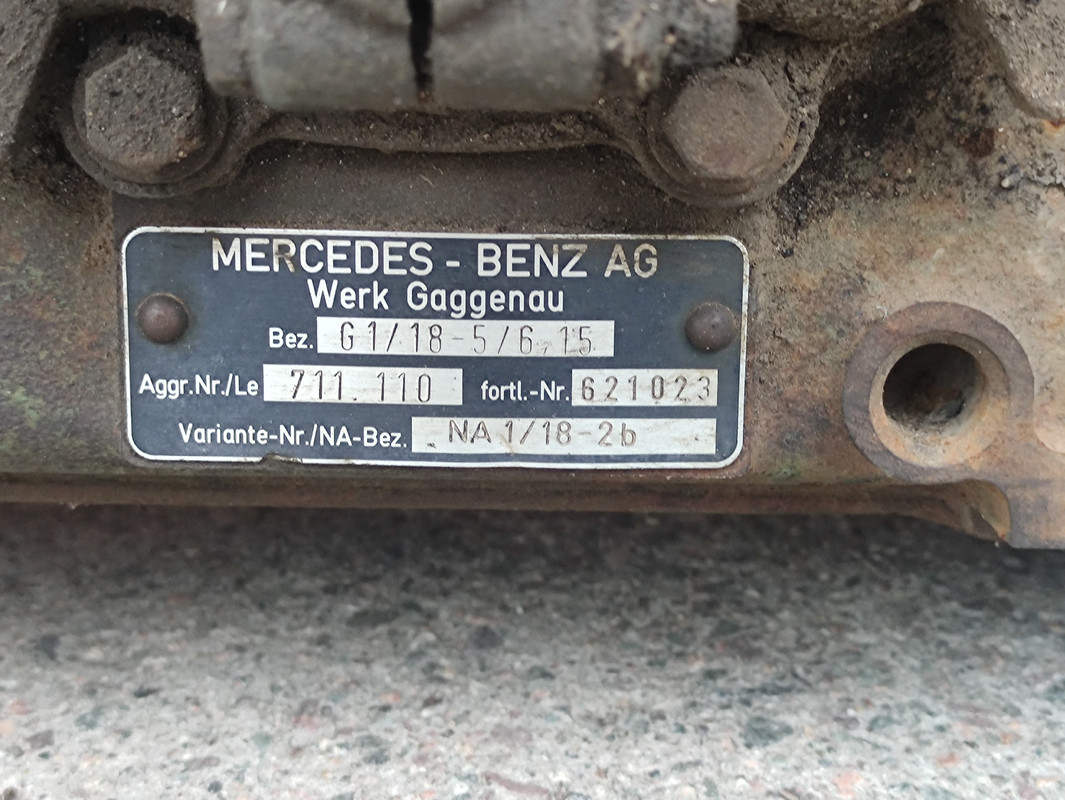 MERCEDES - BENZ AG
Werk Gaggenau
Bez. G 1/18 - 5/6,15
Aggr.Nr./Le 711.110 fortl.-Nr. 621023
Variante-Nr./NA-Bez. NA 1/18-2b